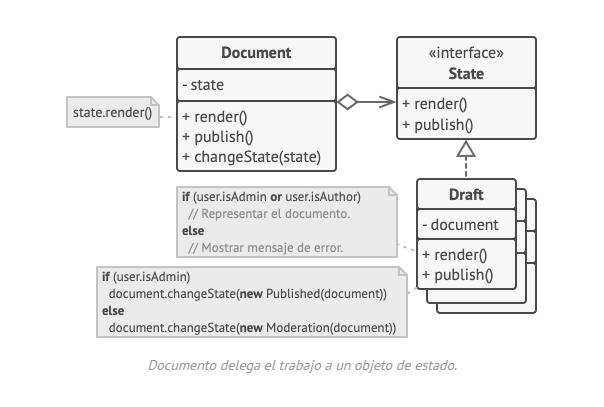 Document
- state
+ render()
+ publish()
+ changeState(state)
«interface»
State
+ render()
+ publish()
state.render()
Draft
- document
+ render()
+ publish()
if (user.isAdmin or user.isAuthor)
// Representar el documento.
else
// Mostrar mensaje de error.
if (user.isAdmin)
document.changeState(new Published(document))
else
document.changeState(new Moderation(document))
Documento delega el trabajo a un objeto de estado.